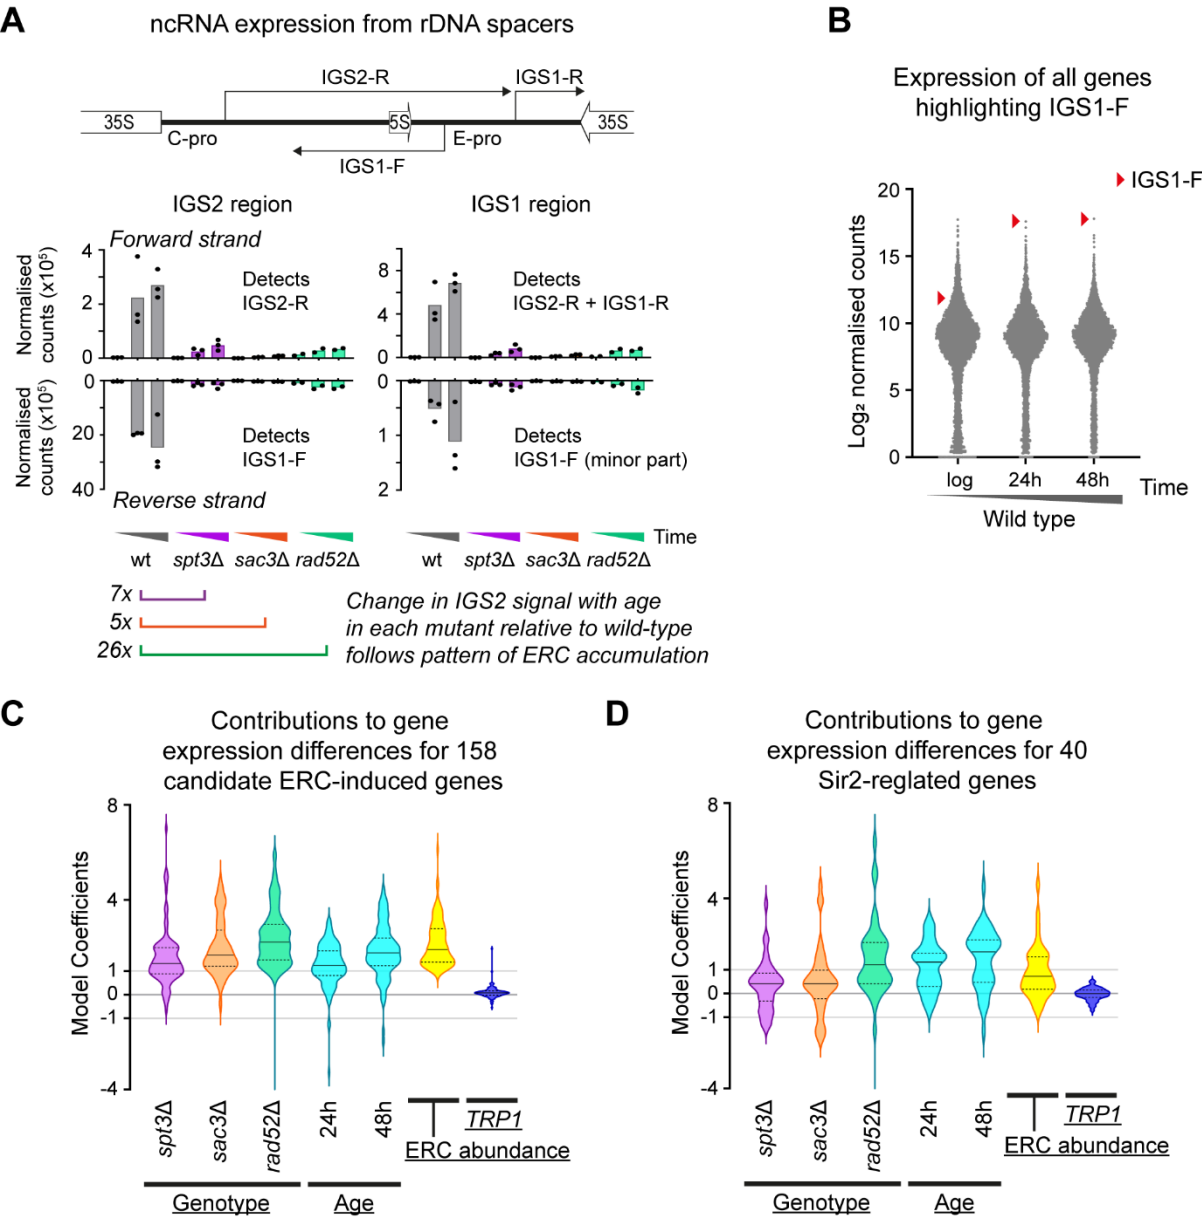 A
ncRNA expression from rDNA spacers
IGS2-R
IGS1-R
35S
5S
35S
C-pro
E-pro
IGS1-F
IGS2 region
IGS1 region
Forward strand
Normalised
counts (x10⁵)
4
2
0
Detects
IGS2-R
6
4
2
0
Detects
IGS2-R + IGS1-R
Normalised
counts (x10⁵)
0
20
40
Detects
IGS1-F
0
1
2
Detects
IGS1-F (minor part)
Reverse strand
Time
wt
spt3Δ
sac3Δ
rad52Δ
wt
spt3Δ
sac3Δ
rad52Δ
7x
5x
26x
Change in IGS2 signal with age
in each mutant relative to wild-type
follows pattern of ERC accumulation
B
Expression of all genes
highlighting IGS1-F
IGS1-F
Log₂ normalised counts
20
15
10
5
0
log
24h
48h
Time
Wild type
C
Contributions to gene
expression differences for 158
candidate ERC-induced genes
Model Coefficients
8
4
1
0
-1
-4
spt3Δ
sac3Δ
rad52Δ
24h
48h
TRP1
ERC abundance
Genotype
Age
D
Contributions to gene
expression differences for 40
Sir2-reglated genes
Model Coefficients
8
4
1
0
-1
-4
spt3Δ
sac3Δ
rad52Δ
24h
48h
TRP1
ERC abundance
Genotype
Age